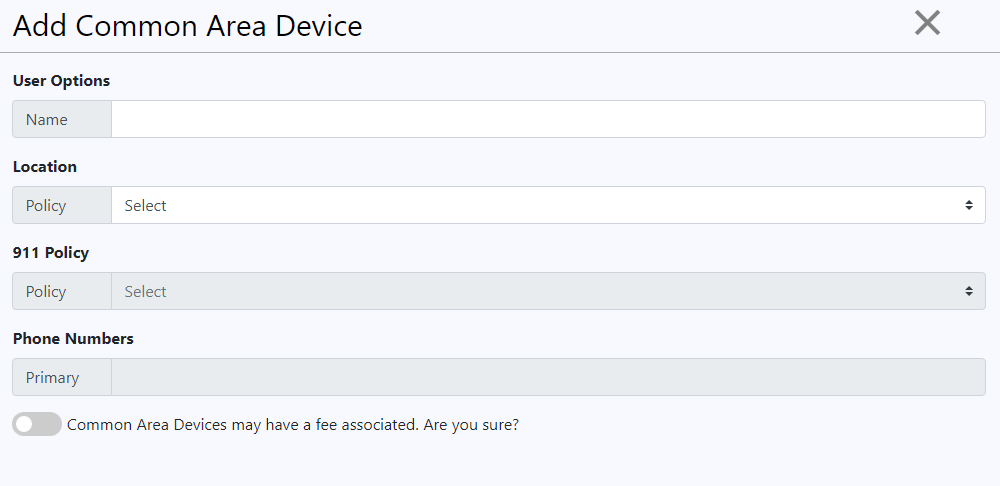 Add Common Area Device
User Options
Name
Location
Policy Select
911 Policy
Policy Select
Phone Numbers
Primary
Common Area Devices may have a fee associated. Are you sure?